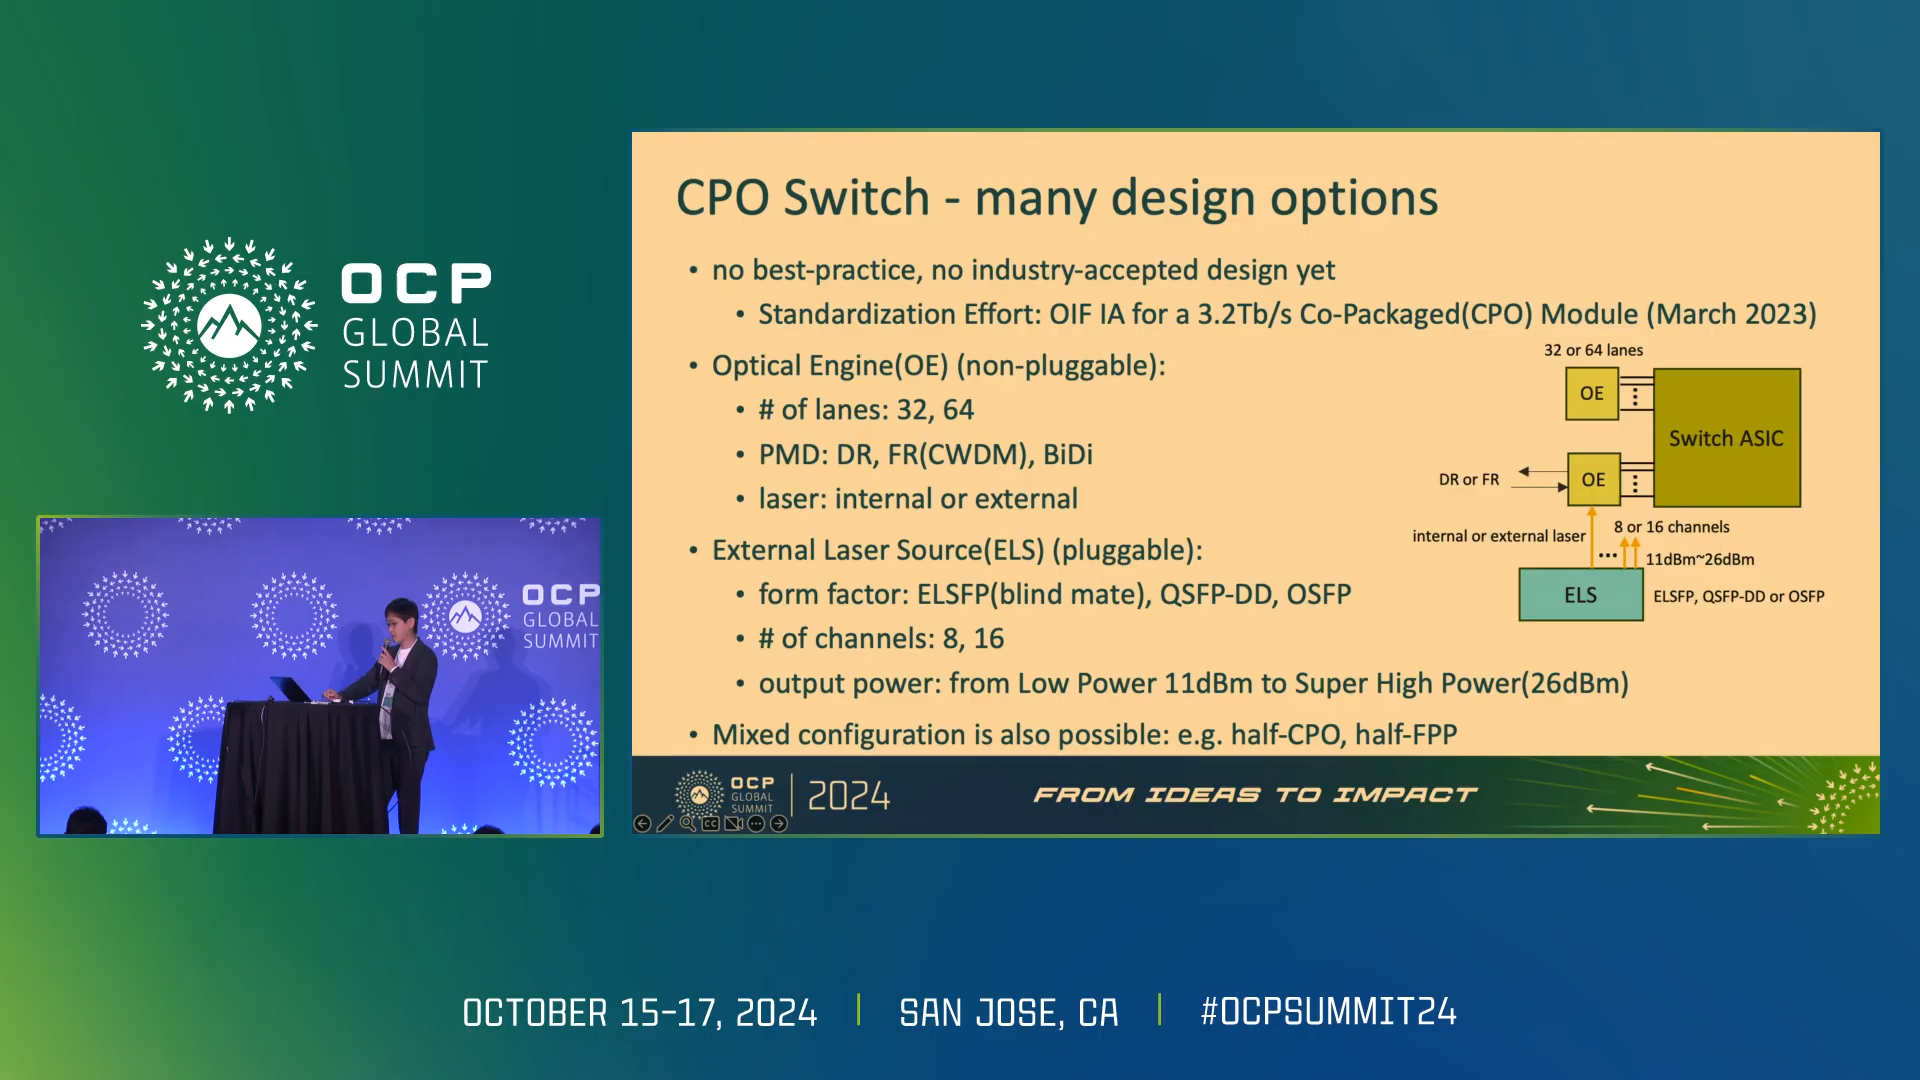 OCP
GLOBAL
SUMMIT
CPO Switch - many design options
• no best-practice, no industry-accepted design yet
• Standardization Effort: OIF IA for a 3.2Tb/s Co-Packaged(CPO) Module (March 2023)
• Optical Engine(OE) (non-pluggable):
• # of lanes: 32, 64
• PMD: DR, FR(CWDM), BiDi
• laser: internal or external
• External Laser Source(ELS) (pluggable):
• form factor: ELSFP(blind mate), QSFP-DD, OSFP
• # of channels: 8, 16
• output power: from Low Power 11dBm to Super High Power(26dBm)
• Mixed configuration is also possible: e.g. half-CPO, half-FPP
32 or 64 lanes
OE
Switch ASIC
DR or FR
OE
8 or 16 channels
internal or external laser
11dBm~26dBm
ELS
ELSFP, QSFP-DD or OSFP
OCP
GLOBAL
SUMMIT
2024
FROM IDEAS TO IMPACT
CC
OCP
GLOBAL
SUMMIT
OCTOBER 15-17, 2024
SAN JOSE, CA
#OCPSUMMIT24